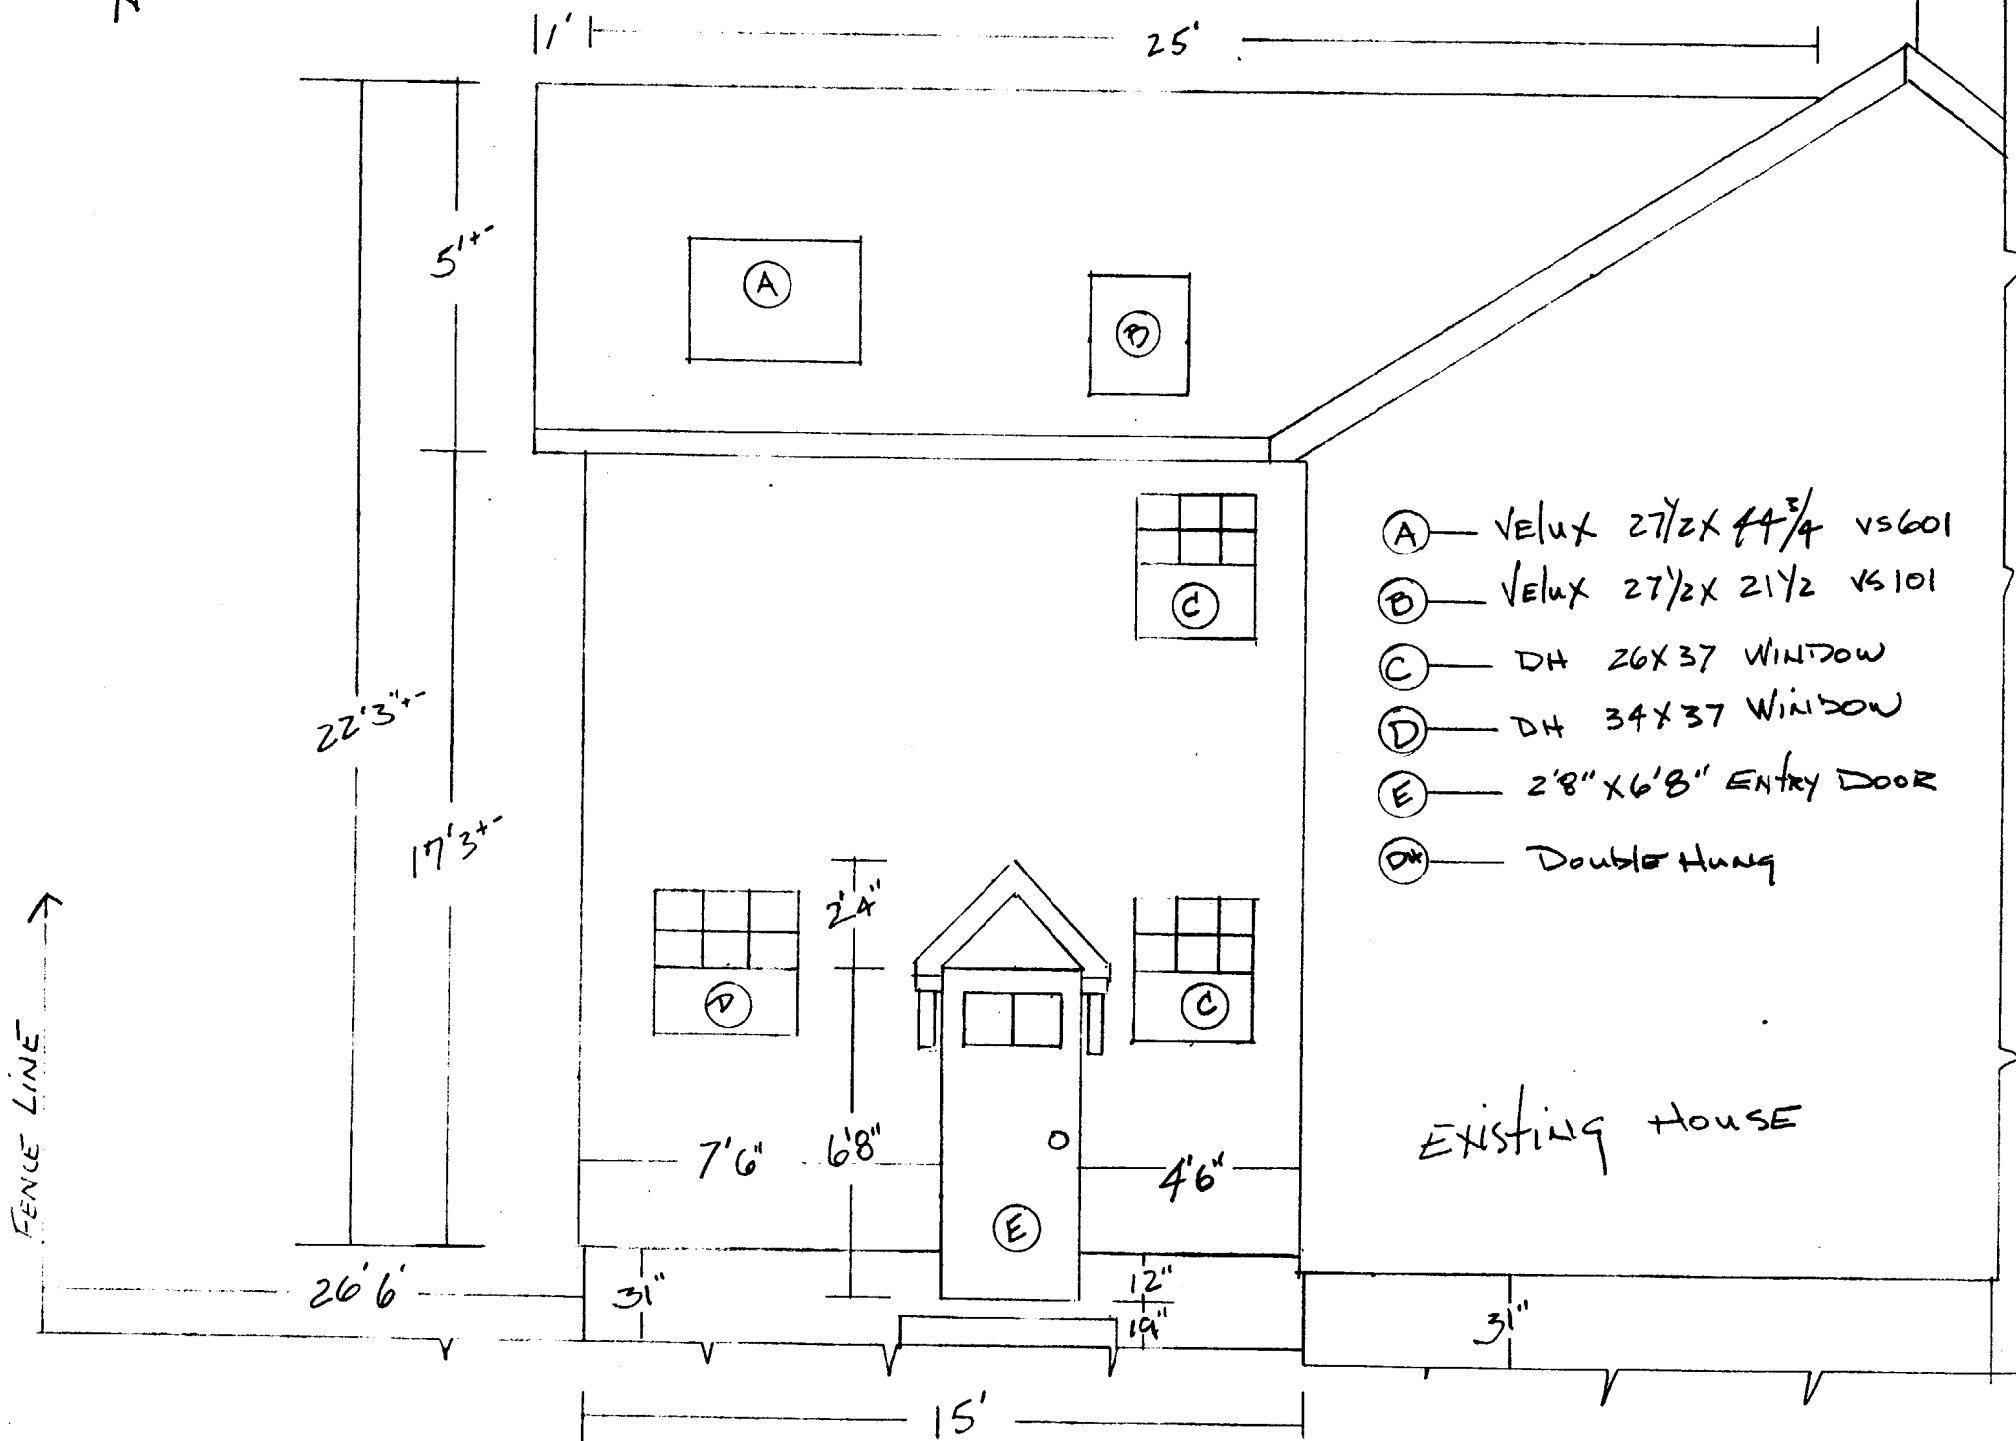 1'
25'
5'+-
A
B
22'3"+-
17'3+-
C
A VELUX 27 1/2 X 44 3/4 VS601
B VELUX 27 1/2 X 21 1/2 VS101
C DH 26X37 WINDOW
D DH 34X37 WINDOW
E 2'8" X 6'8" ENTRY DOOR
DH Double Hung
2'4"
D
C
FENCE LINE
7'6"
6'8"
4'6"
E
EXISTING HOUSE
26'6'
31"
12"
19"
31"
15'